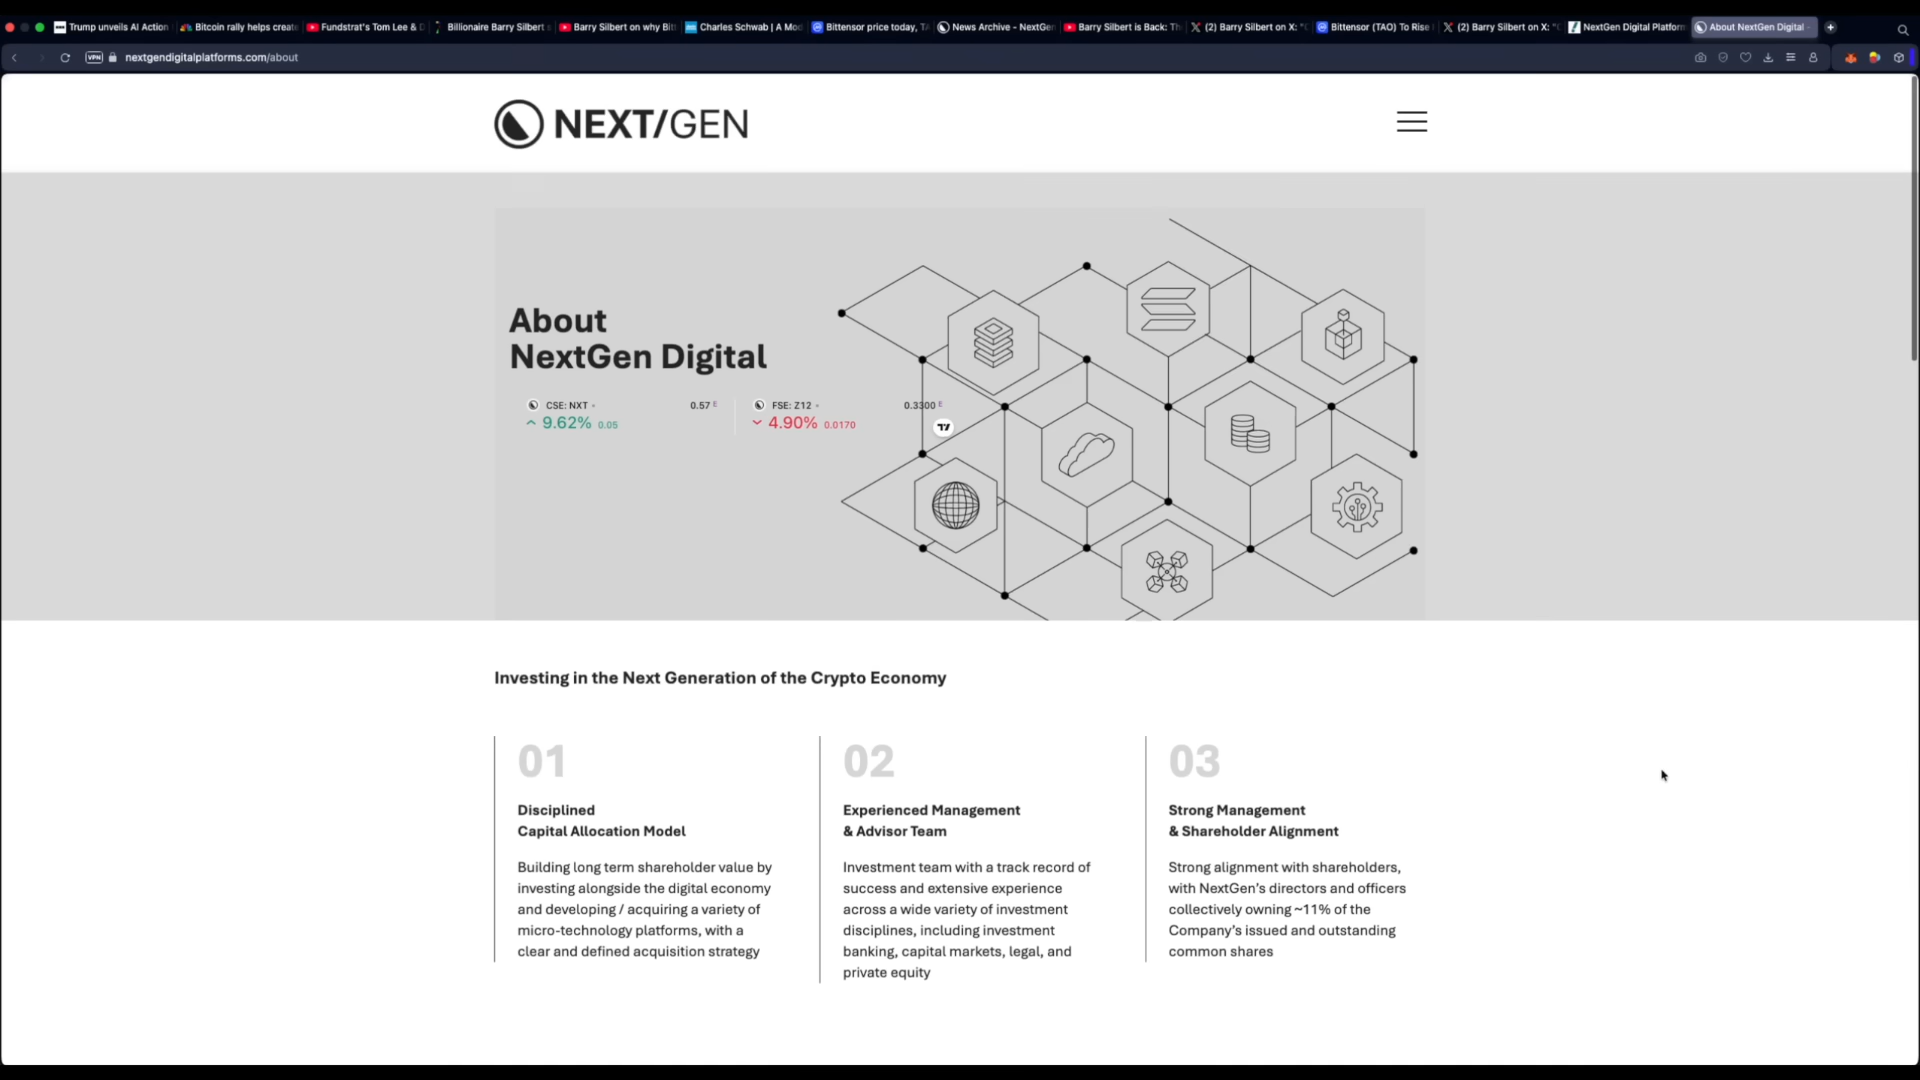 Trump unveils AI Action
Bitcoin rally helps create
Fundstrat's Tom Lee & D
Billionaire Barry Silbert s
Barry Silbert on why Bit
Charles Schwab | A Mod
Bittensor price today, TA
News Archive - NextGen
Barry Silbert is Back: Th
(2) Barry Silbert on X: "
Bittensor (TAO) To Rise
(2) Barry Silbert on X: "
NextGen Digital Platform
About NextGen Digital -
VPN
nextgendigitalplatforms.com/about
NEXT/GEN
About
NextGen Digital
CSE: NXT
0.57 E
9.62% 0.05
FSE: Z12
0.3300 E
4.90% 0.0170
Investing in the Next Generation of the Crypto Economy
01
Disciplined
Capital Allocation Model
Building long term shareholder value by
investing alongside the digital economy
and developing / acquiring a variety of
micro-technology platforms, with a
clear and defined acquisition strategy
02
Experienced Management
& Advisor Team
Investment team with a track record of
success and extensive experience
across a wide variety of investment
disciplines, including investment
banking, capital markets, legal, and
private equity
03
Strong Management
& Shareholder Alignment
Strong alignment with shareholders,
with NextGen's directors and officers
collectively owning ~11% of the
Company's issued and outstanding
common shares